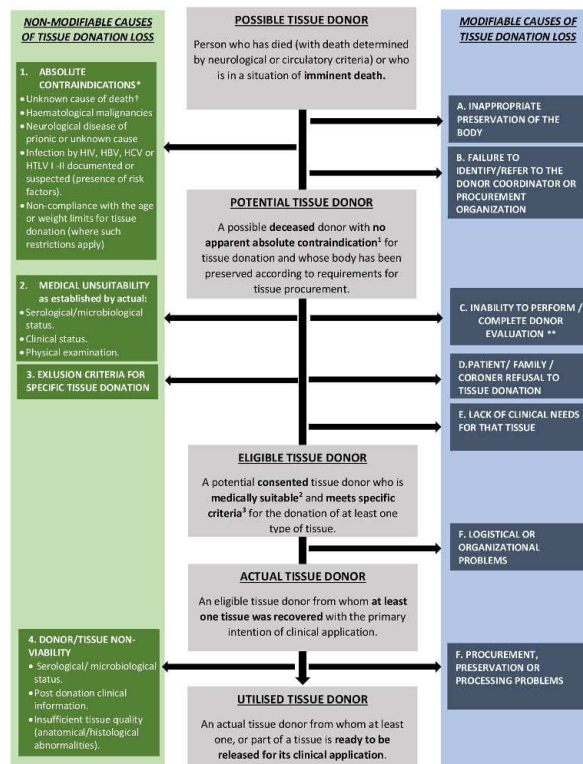 NON-MODIFIABLE CAUSES
OF TISSUE DONATION LOSS
1. ABSOLUTE
CONTRAINDICATIONS*
• Unknown cause of death†
• Haematological malignancies
• Neurological disease of
prionic or unknown cause
• Infection by HIV, HBV, HCV or
HTLV I -II documented or
suspected (presence of risk
factors).
• Non-compliance with the age
or weight limits for tissue
donation (where such
restrictions apply)
2. MEDICAL UNSUITABILITY
as established by actual:
• Serological/microbiological
status.
• Clinical status.
• Physical examination.
3. EXLUSION CRITERIA FOR
SPECIFIC TISSUE DONATION
4. DONOR/TISSUE NON-
VIABILITY
• Serological/ microbiological
status.
• Post donation clinical
information.
• Insufficient tissue quality
(anatomical/histological
abnormalities).
POSSIBLE TISSUE DONOR
Person who has died (with death determined
by neurological or circulatory criteria) or who
is in a situation of imminent death.
POTENTIAL TISSUE DONOR
A possible deceased donor with no
apparent absolute contraindication¹ for
tissue donation and whose body has been
preserved according to requirements for
tissue procurement.
ELIGIBLE TISSUE DONOR
A potential consented tissue donor who is
medically suitable² and meets specific
criteria³ for the donation of at least one
type of tissue.
ACTUAL TISSUE DONOR
An eligible tissue donor from whom at least
one tissue was recovered with the primary
intention of clinical application.
UTILISED TISSUE DONOR
An actual tissue donor from whom at least
one, or part of a tissue is ready to be
released for its clinical application.
MODIFIABLE CAUSES OF
TISSUE DONATION LOSS
A. INAPPROPRIATE
PRESERVATION OF THE
BODY
B. FAILURE TO
IDENTIFY/REFER TO THE
DONOR COORDINATOR OR
PROCUREMENT
ORGANIZATION
C. INABILITY TO PERFORM /
COMPLETE DONOR
EVALUATION **
D.PATIENT/ FAMILY /
CORONER REFUSAL TO
TISSUE DONATION
E. LACK OF CLINICAL NEEDS
FOR THAT TISSUE
F. LOGISTICAL OR
ORGANIZATIONAL
PROBLEMS
F. PROCUREMENT,
PRESERVATION OR
PROCESSING PROBLEMS